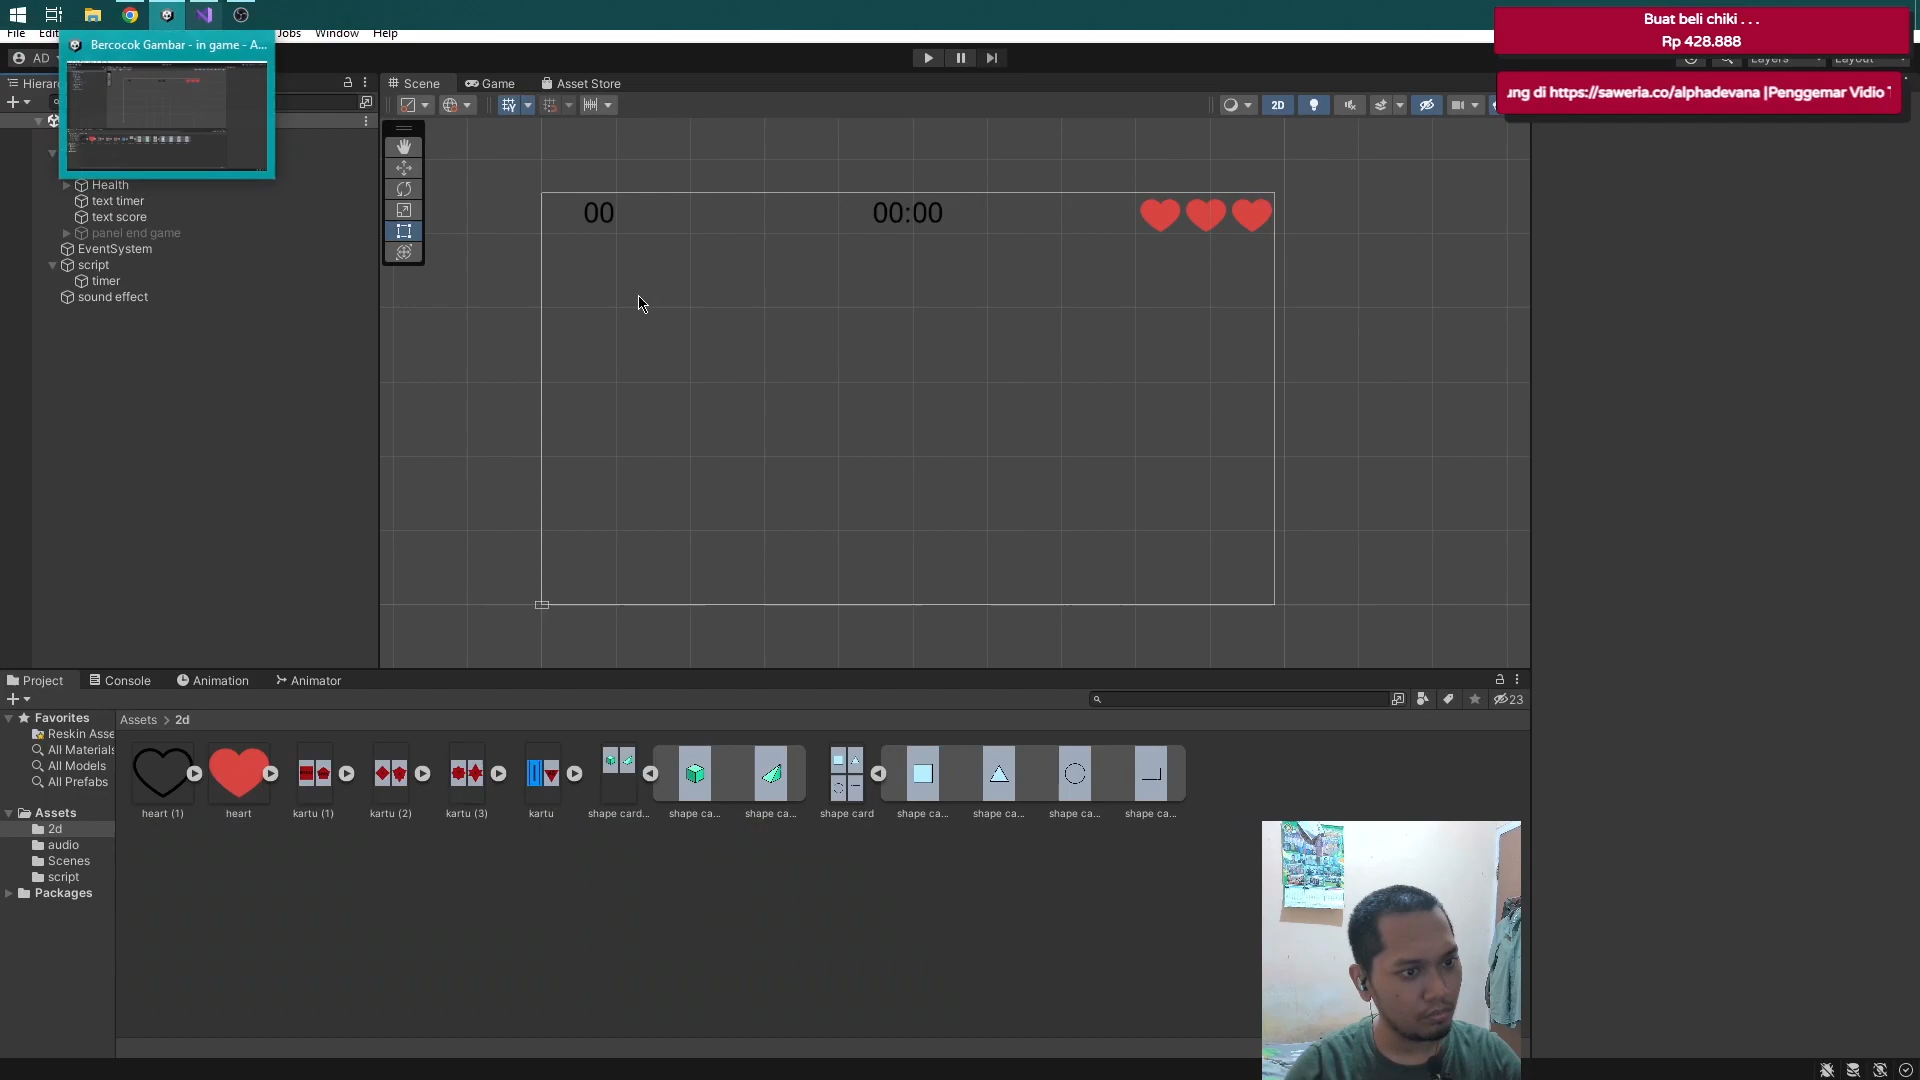 Buat beli chiki . . .
Rp 428.888
ung di https://saweria.co/alphadevana |Penggemar Vidio
File Edit Jobs Window Help
Bercocok Gambar - in game - A...
AD
Layers
Layout
Hierar
Scene
Game
Asset Store
2D
Health
text timer
text score
panel end game
EventSystem
script
timer
sound effect
00
00:00
Project
Console
Animation
Animator
23
Favorites
Reskin Asse
All Materials
All Models
All Prefabs
Assets
2d
audio
Scenes
script
Packages
Assets > 2d
heart (1)
heart
kartu (1)
kartu (2)
kartu (3)
kartu
shape card...
shape ca...
shape ca...
shape card
shape ca...
shape ca...
shape ca...
shape ca...